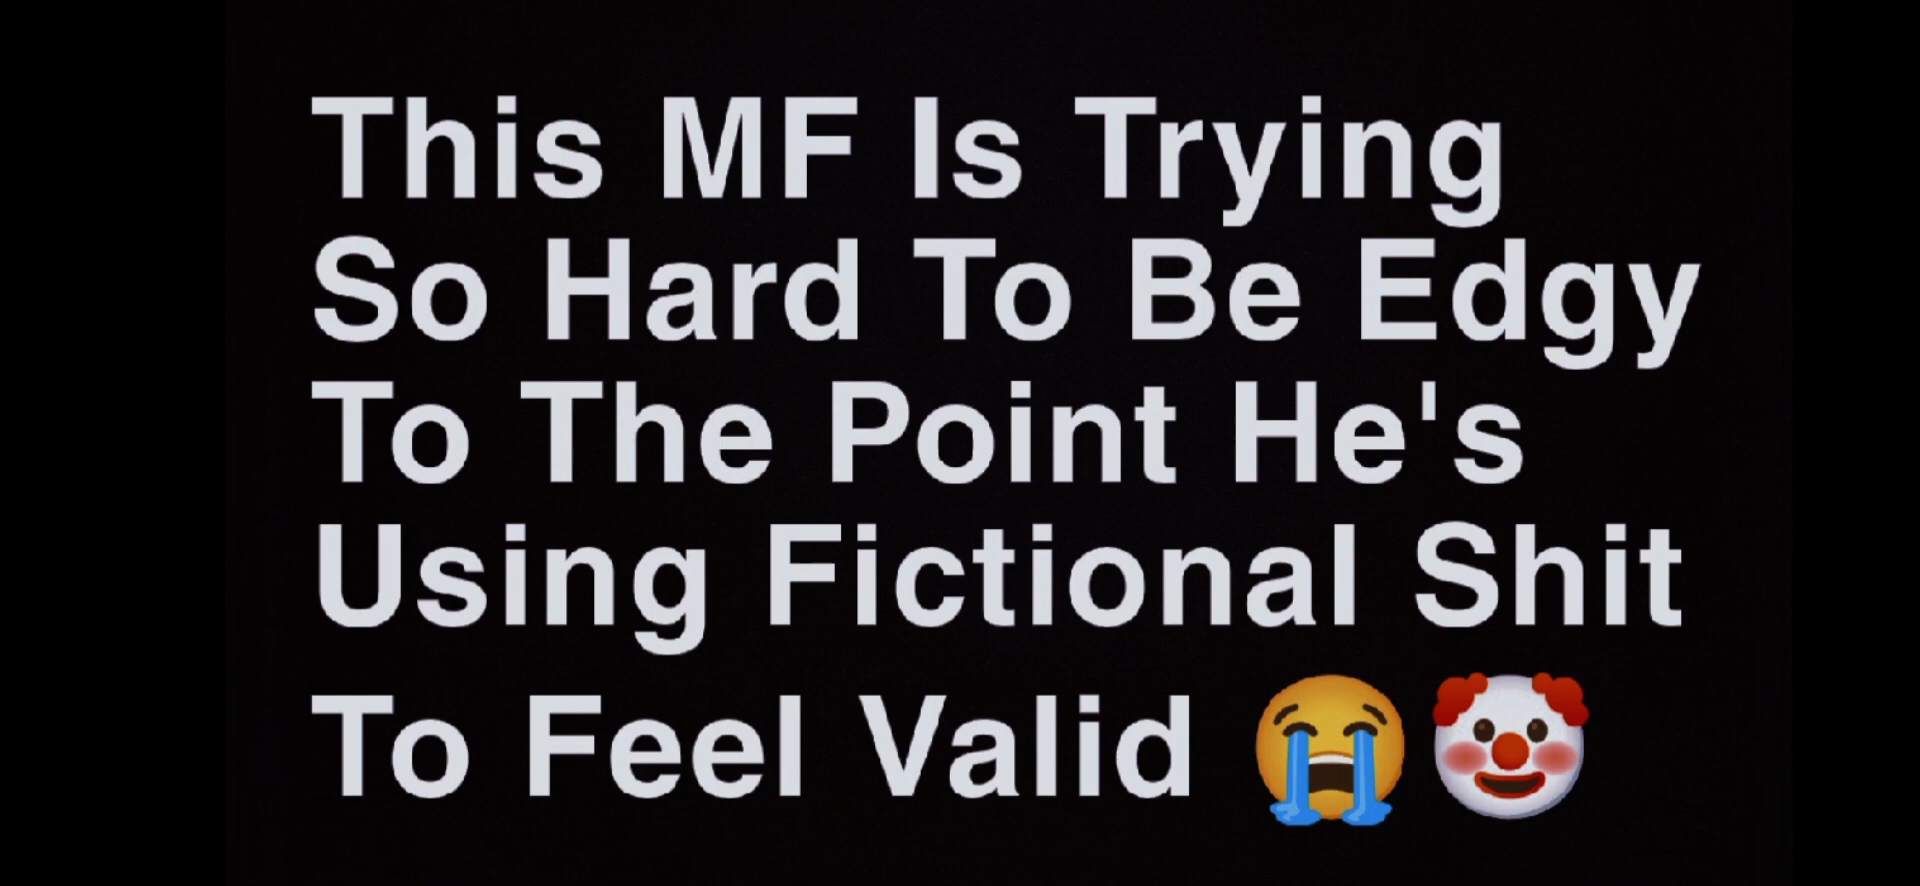 This MF Is Trying
So Hard To Be Edgy
To The Point He's
Using Fictional Shit
To Feel Valid 😭🤡